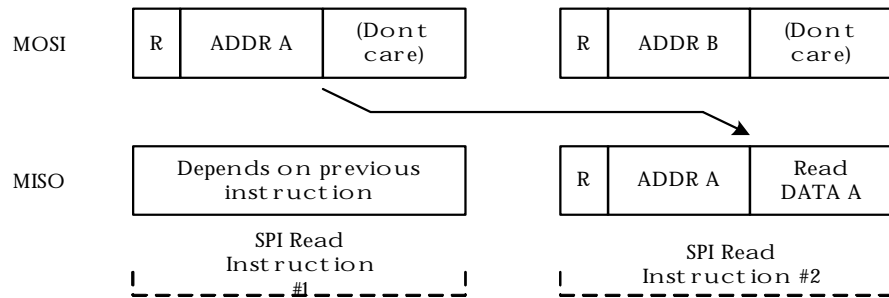 MOSI
R
ADDR A
(Dont
care)
R
ADDR B
(Dont
care)
MISO
Depends on previous
instruction
R
ADDR A
Read
DATA A
SPI Read
Instruction
#1
SPI Read
Instruction #2